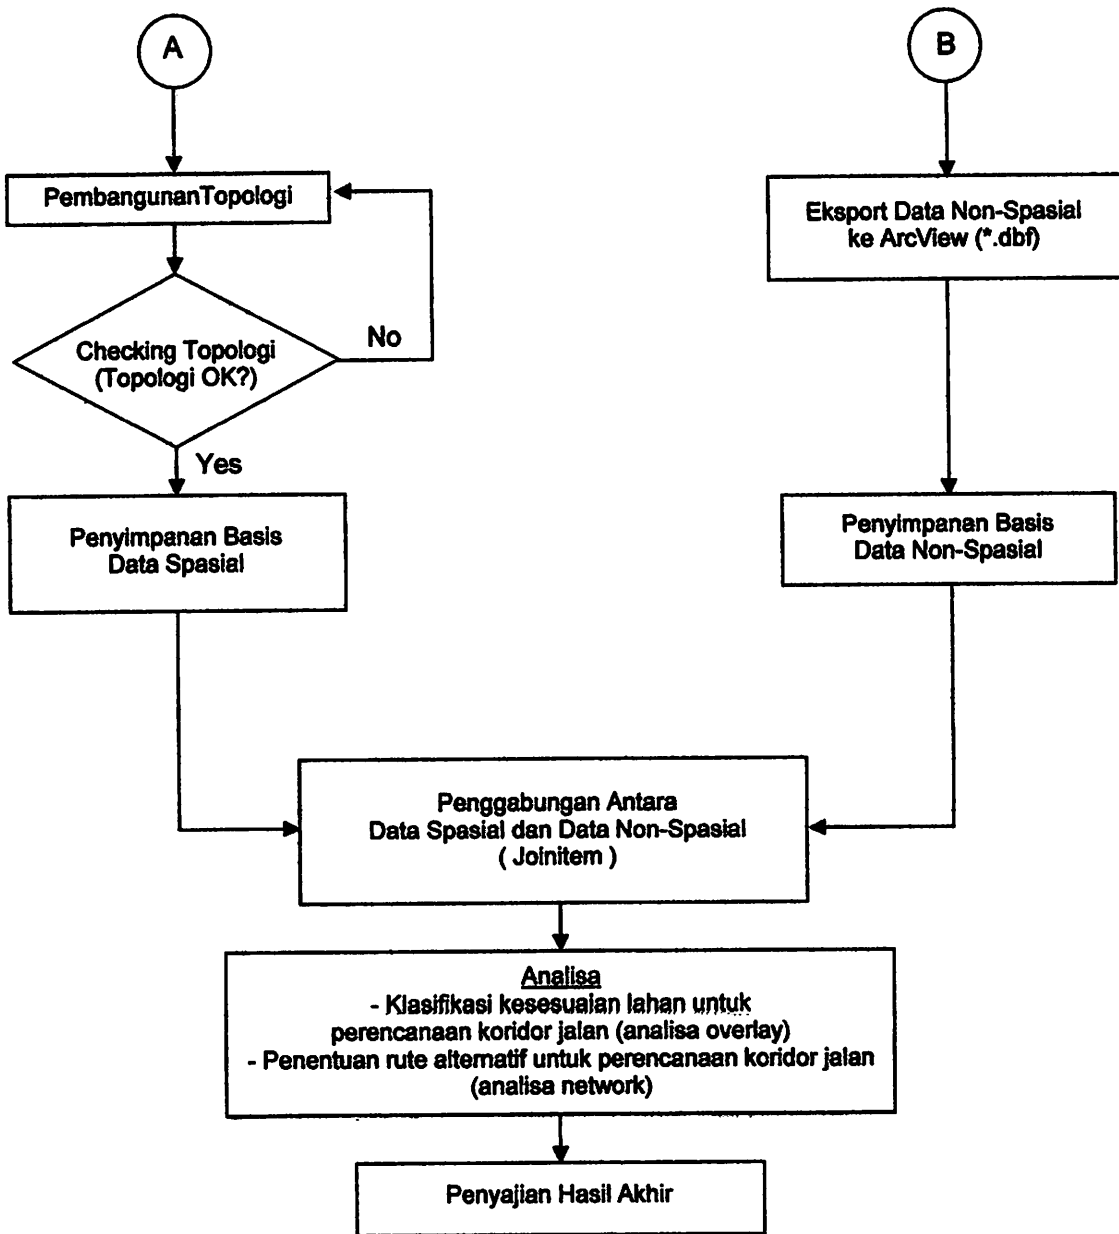 A
B
PembangunanTopologi
Eksport Data Non-Spasial
ke ArcView (*.dbf)
Checking Topologi
(Topologi OK?)
No
Yes
Penyimpanan Basis
Data Spasial
Penyimpanan Basis
Data Non-Spasial
Penggabungan Antara
Data Spasial dan Data Non-Spasial
( Joinitem )
Analisa
- Klasifikasi kesesuaian lahan untuk
perencanaan koridor jalan (analisa overlay)
- Penentuan rute alternatif untuk perencanaan koridor jalan
(analisa network)
Penyajian Hasil Akhir